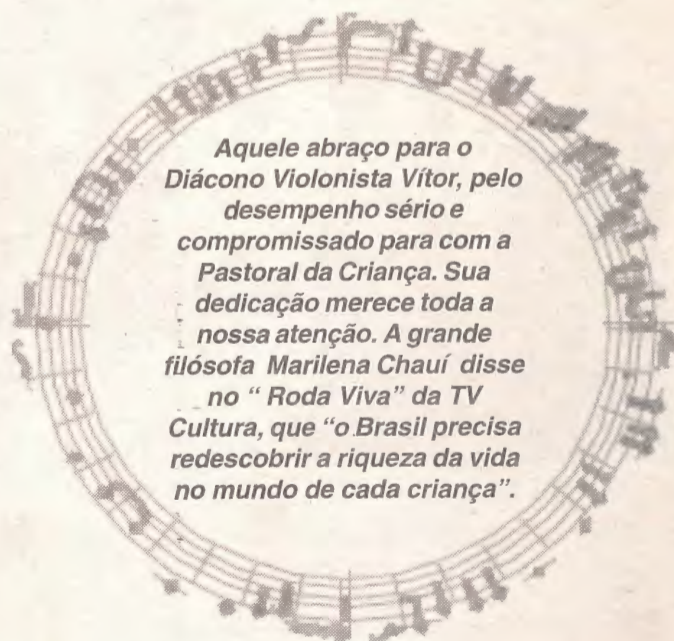 Aquele abraço para o
Diácono Violonista Vítor, pelo
desempenho sério e
compromissado para com a
Pastoral da Criança. Sua
dedicação merece toda a
nossa atenção. A grande
filósofa Marilena Chauí disse
no “ Roda Viva” da TV
Cultura, que “o Brasil precisa
redescobrir a riqueza da vida
no mundo de cada criança”.